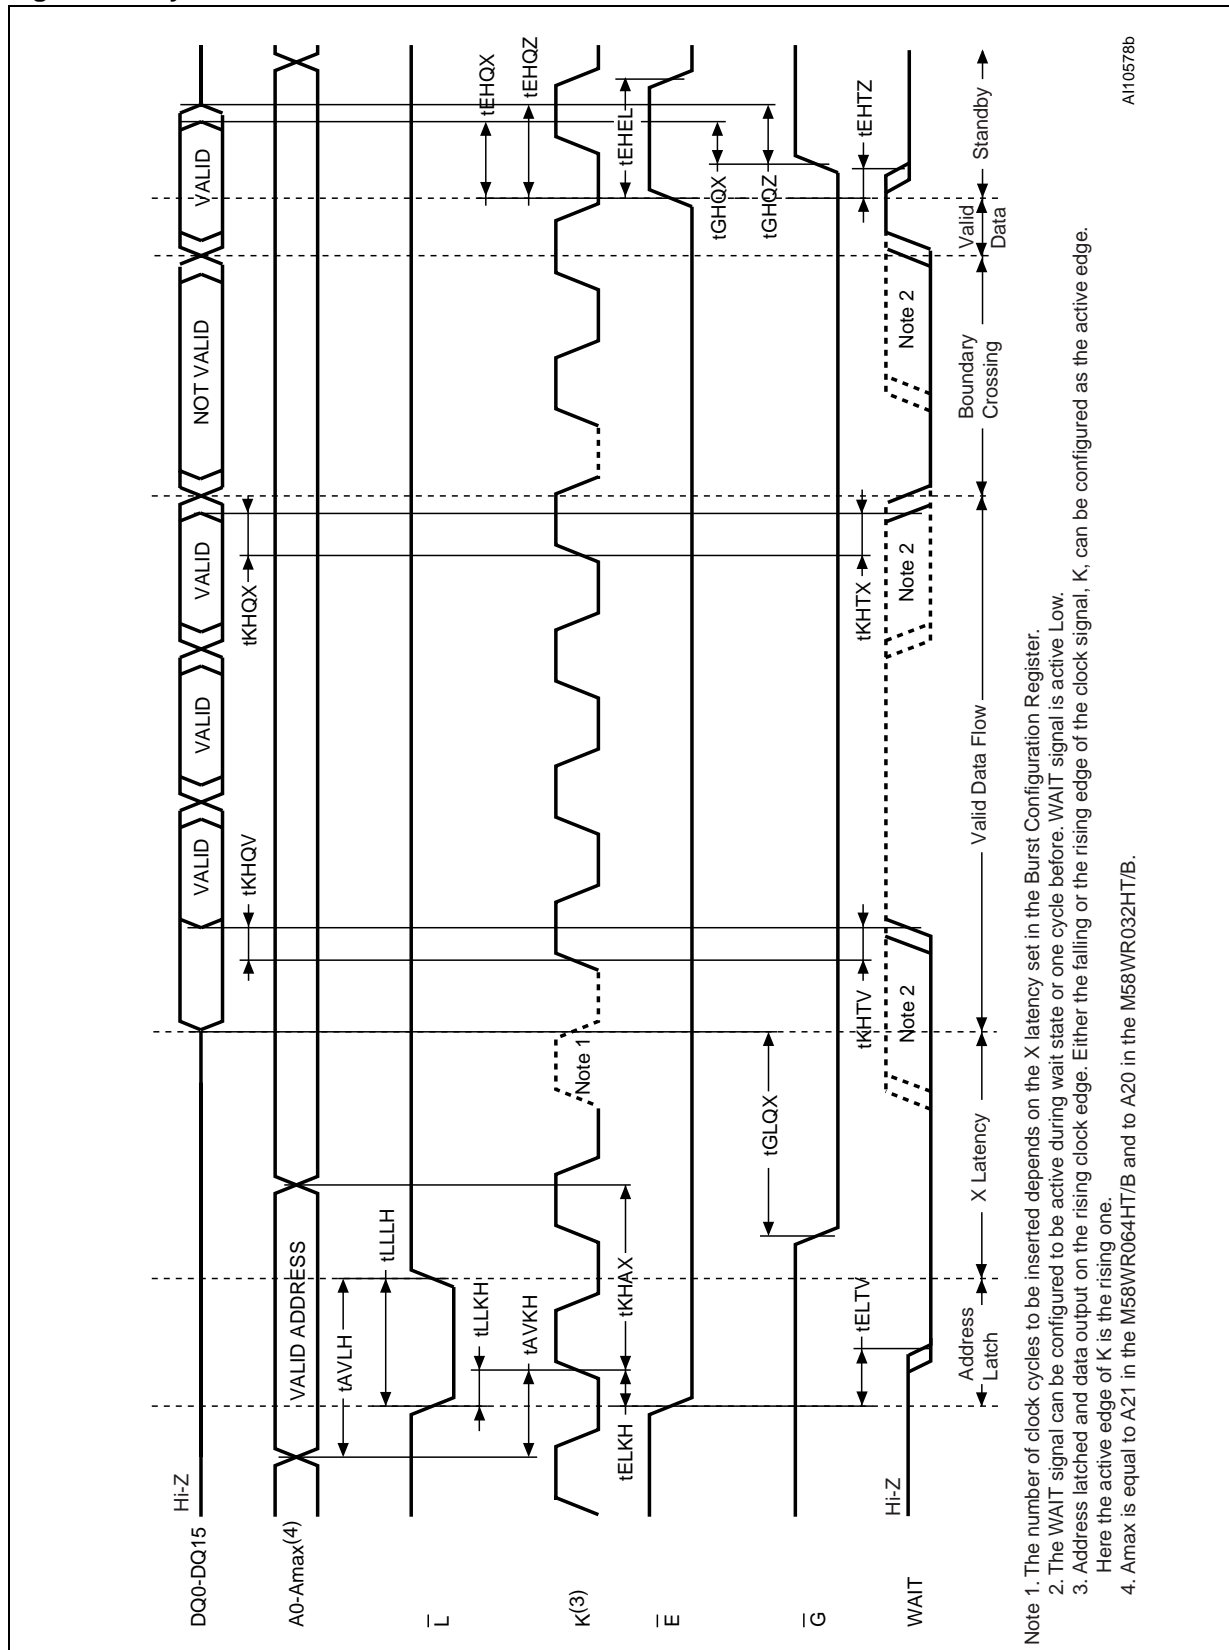 DQ0-DQ15
Hi-Z
VALID
VALID
VALID
NOT VALID
VALID
A0-Amax(4)
VALID ADDRESS
tKHQV
tKHQX
tAVLH
tLLLH
L
tLLKH
tEHQX
tAVKH
tEHQZ
K(3)
Note 1
tELKH
tKHAX
tEHEL
E
tGHQX
tGLQX
tGHQZ
G
tELTV
tKHTV
tKHTX
tEHTZ
Hi-Z
Note 2
Note 2
Note 2
WAIT
Address
Latch
X Latency
Valid Data Flow
Boundary
Crossing
Valid
Data
Standby
Note 1. The number of clock cycles to be inserted depends on the X latency set in the Burst Configuration Register.
2. The WAIT signal can be configured to be active during wait state or one cycle before. WAIT signal is active Low.
3. Address latched and data output on the rising clock edge. Either the falling or the rising edge of the clock signal, K, can be configured as the active edge.
Here the active edge of K is the rising one.
4. Amax is equal to A21 in the M58WR064HT/B and to A20 in the M58WR032HT/B.
AI10578b